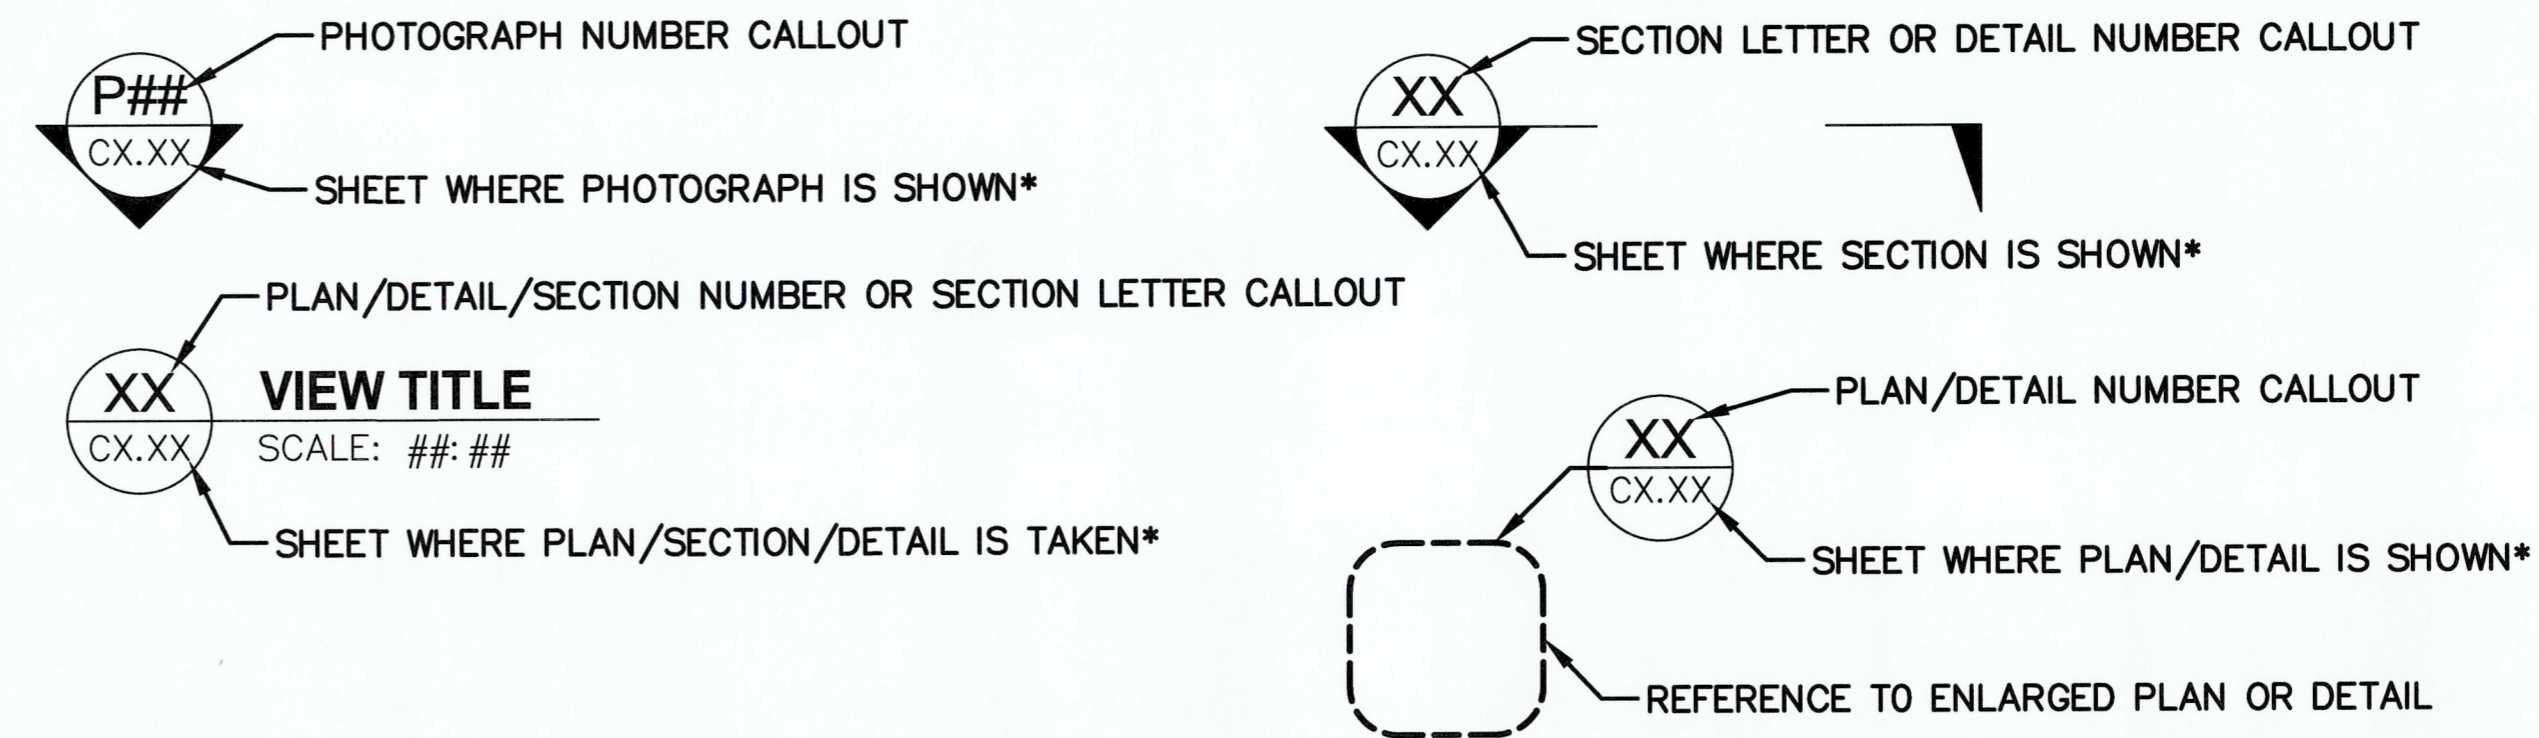 PHOTOGRAPH NUMBER CALLOUT
P##
CX.XX
SHEET WHERE PHOTOGRAPH IS SHOWN*
SECTION LETTER OR DETAIL NUMBER CALLOUT
XX
CX.XX
SHEET WHERE SECTION IS SHOWN*
PLAN/DETAIL/SECTION NUMBER OR SECTION LETTER CALLOUT
XX
VIEW TITLE
CX.XX
SCALE: ##: ##
SHEET WHERE PLAN/SECTION/DETAIL IS TAKEN*
PLAN/DETAIL NUMBER CALLOUT
XX
CX.XX
SHEET WHERE PLAN/DETAIL IS SHOWN*
REFERENCE TO ENLARGED PLAN OR DETAIL